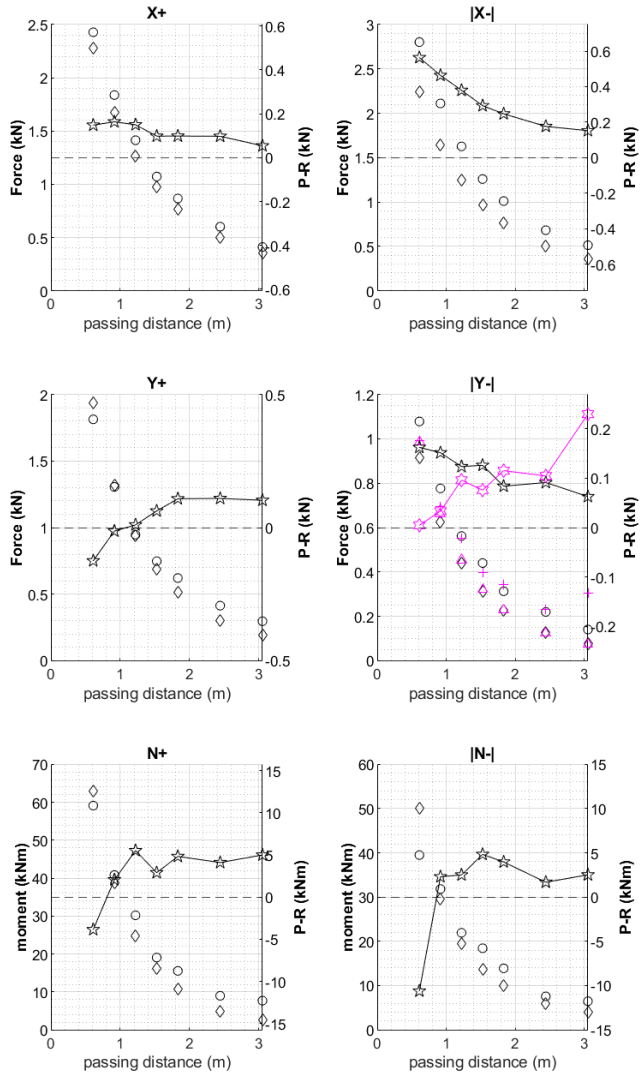 X+
2.5
2
1.5
1
0.5
0
Force (kN)
0.6
0.4
0.2
0
-0.2
-0.4
-0.6
P-R (kN)
0 1 2 3
passing distance (m)
|X-|
3
2.5
2
1.5
1
0.5
0
Force (kN)
0.6
0.4
0.2
0
-0.2
-0.4
-0.6
P-R (kN)
0 1 2 3
passing distance (m)
Y+
2
1.5
1
0.5
0
Force (kN)
0.5
0
-0.5
P-R (kN)
0 1 2 3
passing distance (m)
|Y-|
1.2
1
0.8
0.6
0.4
0.2
0
Force (kN)
0.2
0.1
0
-0.1
-0.2
P-R (kN)
0 1 2 3
passing distance (m)
N+
70
60
50
40
30
20
10
0
moment (kNm)
15
10
5
0
-5
-10
-15
P-R (kNm)
0 1 2 3
passing distance (m)
|N-|
60
50
40
30
20
10
0
moment (kNm)
15
10
5
0
-5
-10
-15
P-R (kNm)
0 1 2 3
passing distance (m)